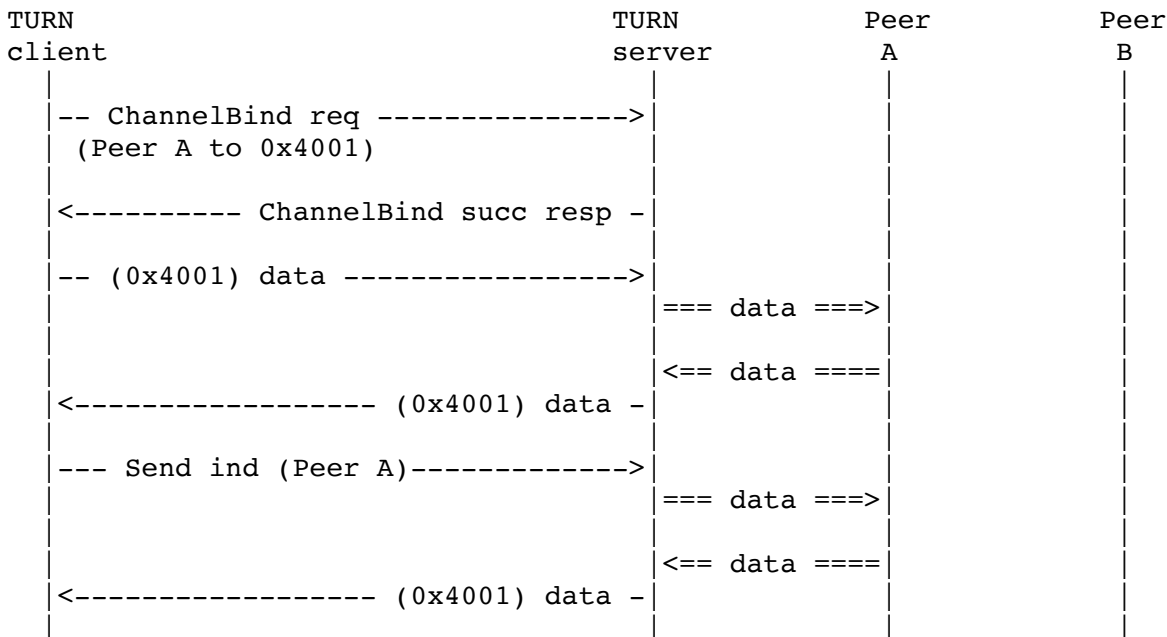 TURN TURN Peer Peer
client server A B
-- ChannelBind req --------------->
(Peer A to 0x4001)
<---------- ChannelBind succ resp -
-- (0x4001) data ----------------->
=== data ===>
<== data ====
<------------------ (0x4001) data -
--- Send ind (Peer A)------------->
=== data ===>
<== data ====
<------------------ (0x4001) data -